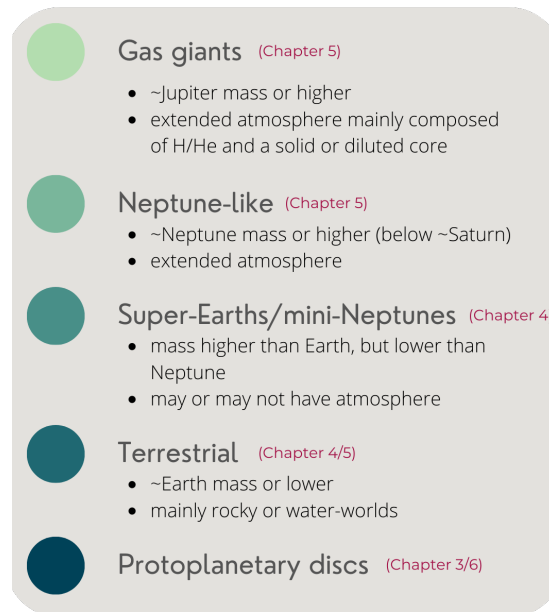 Gas giants (Chapter 5)
• ~Jupiter mass or higher
• extended atmosphere mainly composed
of H/He and a solid or diluted core
Neptune-like (Chapter 5)
• ~Neptune mass or higher (below ~Saturn)
• extended atmosphere
Super-Earths/mini-Neptunes (Chapter 4
• mass higher than Earth, but lower than
Neptune
• may or may not have atmosphere
Terrestrial (Chapter 4/5)
• ~Earth mass or lower
• mainly rocky or water-worlds
Protoplanetary discs (Chapter 3/6)